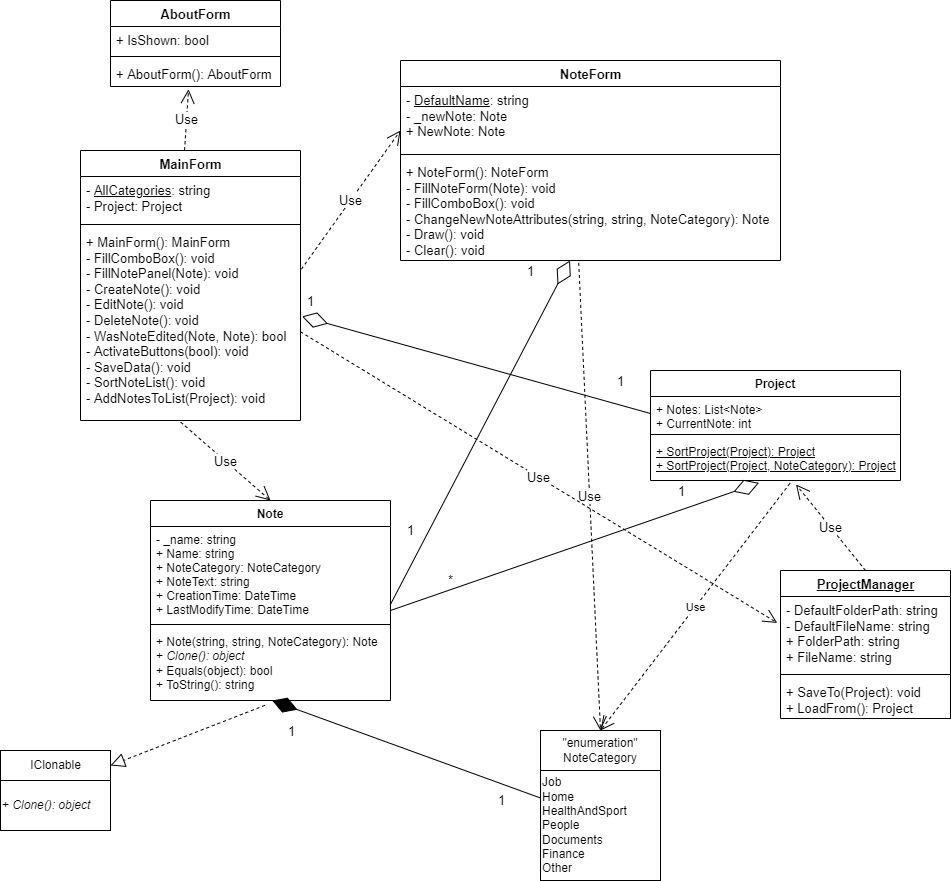 AboutForm
+ IsShown: bool
+ AboutForm(): AboutForm
Use
NoteForm
- DefaultName: string
- _newNote: Note
+ NewNote: Note
+ NoteForm(): NoteForm
- FillNoteForm(Note): void
- FillComboBox(): void
- ChangeNewNoteAttributes(string, string, NoteCategory): Note
- Draw(): void
- Clear(): void
MainForm
- AllCategories: string
- Project: Project
+ MainForm(): MainForm
- FillComboBox(): void
- FillNotePanel(Note): void
- CreateNote(): void
- EditNote(): void
- DeleteNote(): void
- WasNoteEdited(Note, Note): bool
- ActivateButtons(bool): void
- SaveData(): void
- SortNoteList(): void
- AddNotesToList(Project): void
Use
1
1
1
Project
+ Notes: List<Note>
+ CurrentNote: int
+ SortProject(Project): Project
+ SortProject(Project, NoteCategory): Project
Use
Use
Use
1
1
*
Use
Use
Note
- _name: string
+ Name: string
+ NoteCategory: NoteCategory
+ NoteText: string
+ CreationTime: DateTime
+ LastModifyTime: DateTime
+ Note(string, string, NoteCategory): Note
+ Clone(): object
+ Equals(object): bool
+ ToString(): string
ProjectManager
- DefaultFolderPath: string
- DefaultFileName: string
+ FolderPath: string
+ FileName: string
+ SaveTo(Project): void
+ LoadFrom(): Project
1
1
IClonable
+ Clone(): object
"enumeration"
NoteCategory
Job
Home
HealthAndSport
People
Documents
Finance
Other